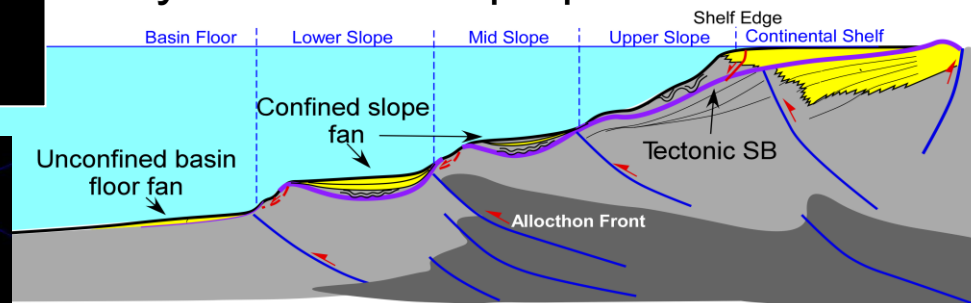 Shelf Edge
Basin Floor
Lower Slope
Mid Slope
Upper Slope
Continental Shelf
Confined slope
fan
Unconfined basin
floor fan
Tectonic SB
Allocthon Front